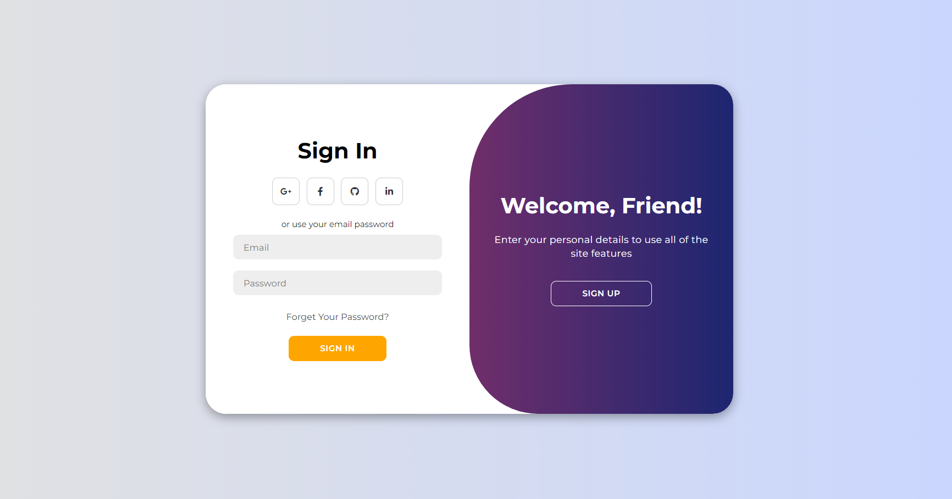 Sign In
G+
f
in
or use your email password
Email
Password
Forget Your Password?
SIGN IN
Welcome, Friend!
Enter your personal details to use all of the
site features
SIGN UP